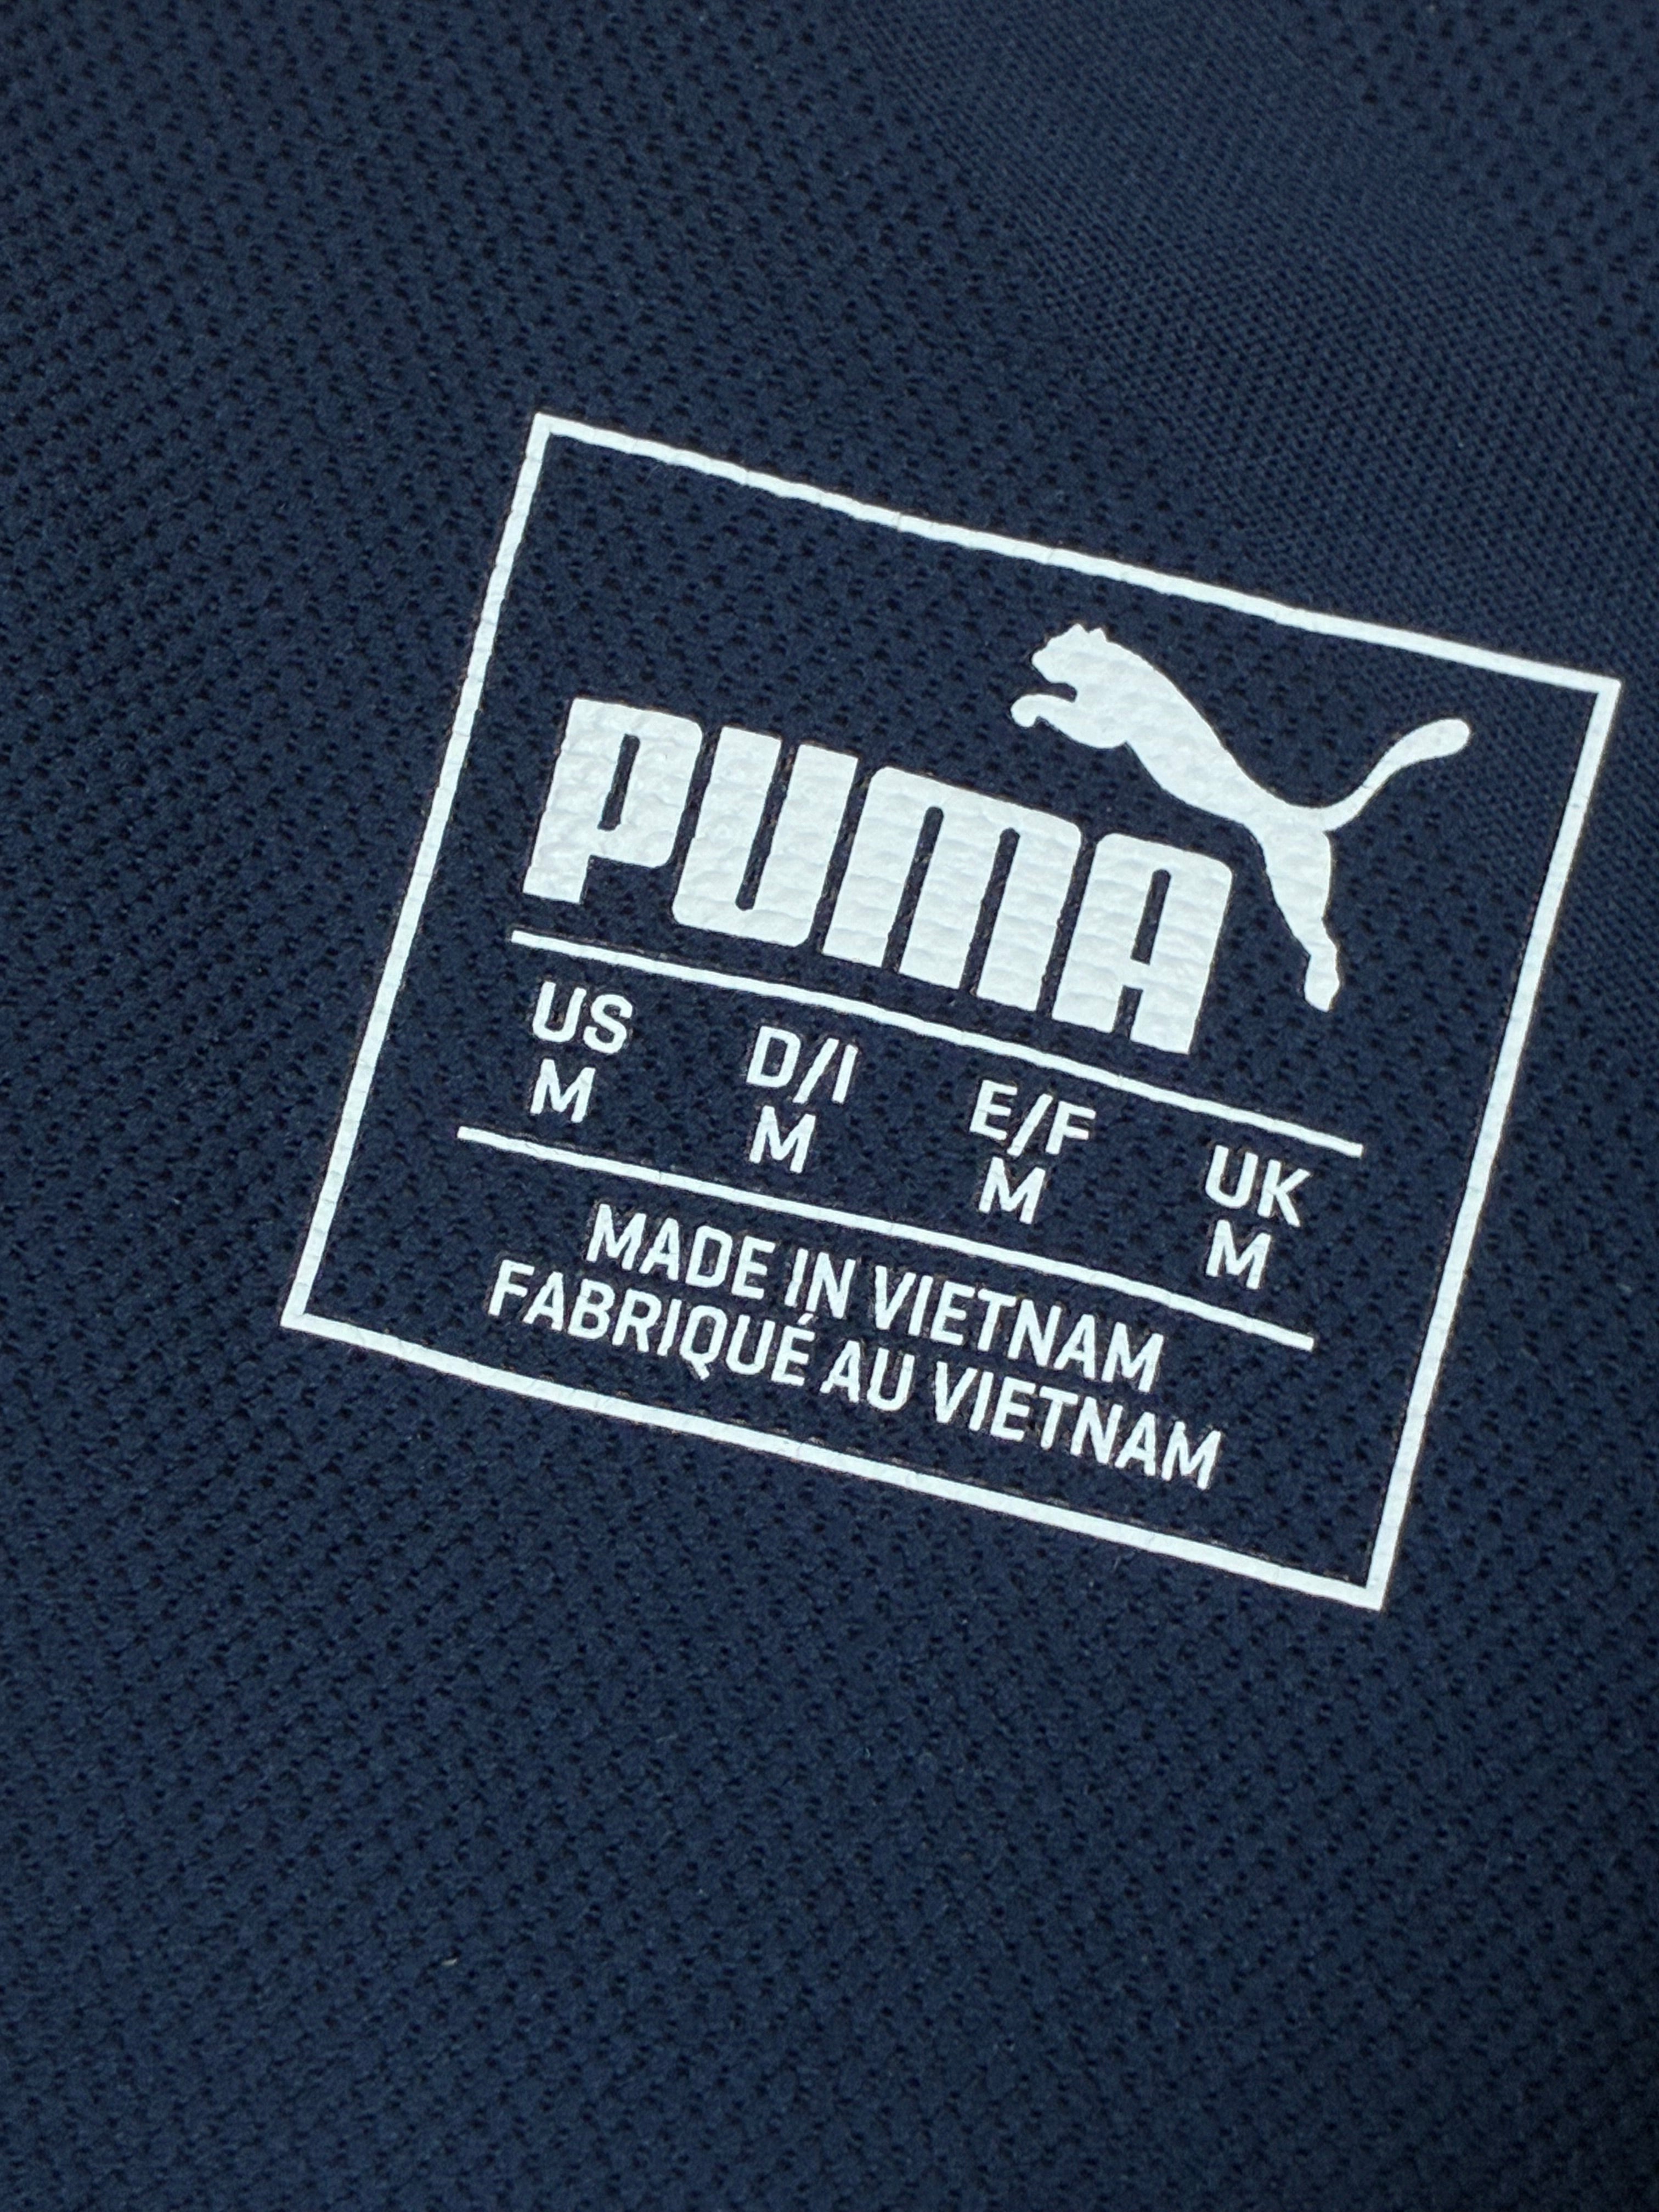 PUMA
US D/I E/F UK
M M M M
MADE IN VIETNAM
FABRIQUÉ AU VIETNAM